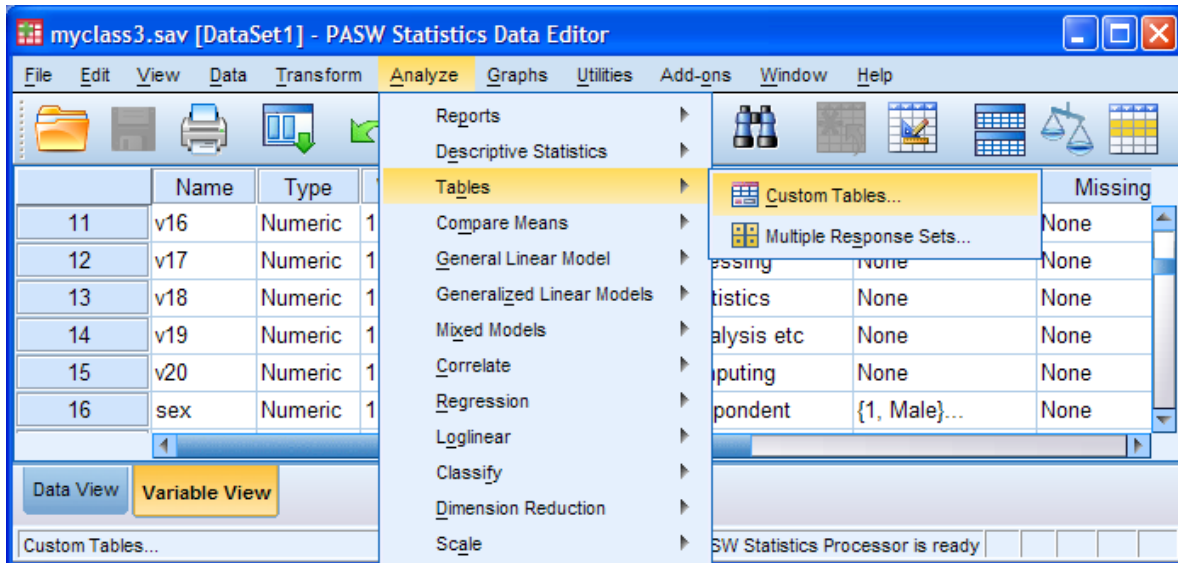 myclass3.sav [DataSet1] - PASW Statistics Data Editor
File Edit View Data Transform Analyze Graphs Utilities Add-ons Window Help
Reports
Descriptive Statistics
Name Type Tables Custom Tables... Missing
11 v16 Numeric 1 Compare Means Multiple Response Sets... None
12 v17 Numeric 1 General Linear Model None None
13 v18 Numeric 1 Generalized Linear Models tistics None None
14 v19 Numeric 1 Mixed Models alysis etc None None
15 v20 Numeric 1 Correlate puting None None
16 sex Numeric 1 Regression pondent {1, Male}... None
Loglinear
Data View Variable View Classify
Dimension Reduction
Custom Tables... Scale SW Statistics Processor is ready